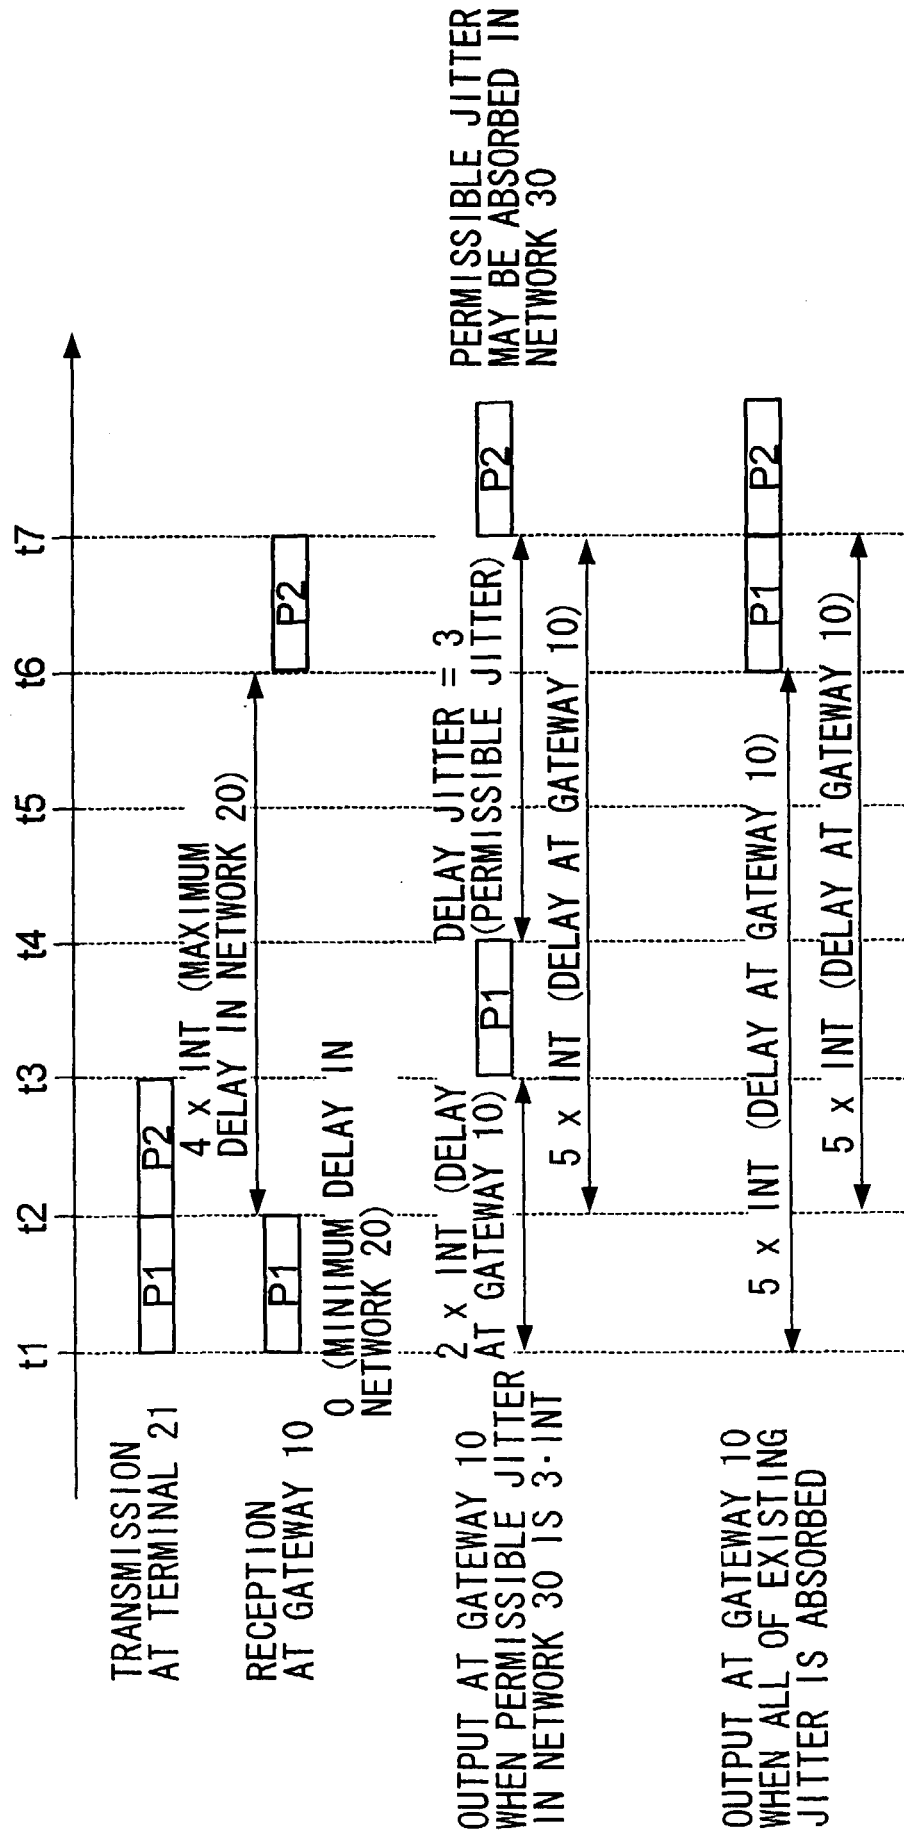 t1
t2
t3
t4
t5
t6
t7
TRANSMISSION
AT TERMINAL 21
P1
P2
4 x INT (MAXIMUM
DELAY IN NETWORK 20)
RECEPTION
AT GATEWAY 10
P1
P2
0 (MINIMUM DELAY IN
NETWORK 20)
OUTPUT AT GATEWAY 10
WHEN PERMISSIBLE JITTER
IN NETWORK 30 IS 3·INT
2 x INT (DELAY
AT GATEWAY 10)
P1
DELAY JITTER = 3
(PERMISSIBLE JITTER)
P2
PERMISSIBLE JITTER
MAY BE ABSORBED IN
NETWORK 30
5 x INT (DELAY AT GATEWAY 10)
OUTPUT AT GATEWAY 10
WHEN ALL OF EXISTING
JITTER IS ABSORBED
5 x INT (DELAY AT GATEWAY 10)
P1
P2
5 x INT (DELAY AT GATEWAY 10)